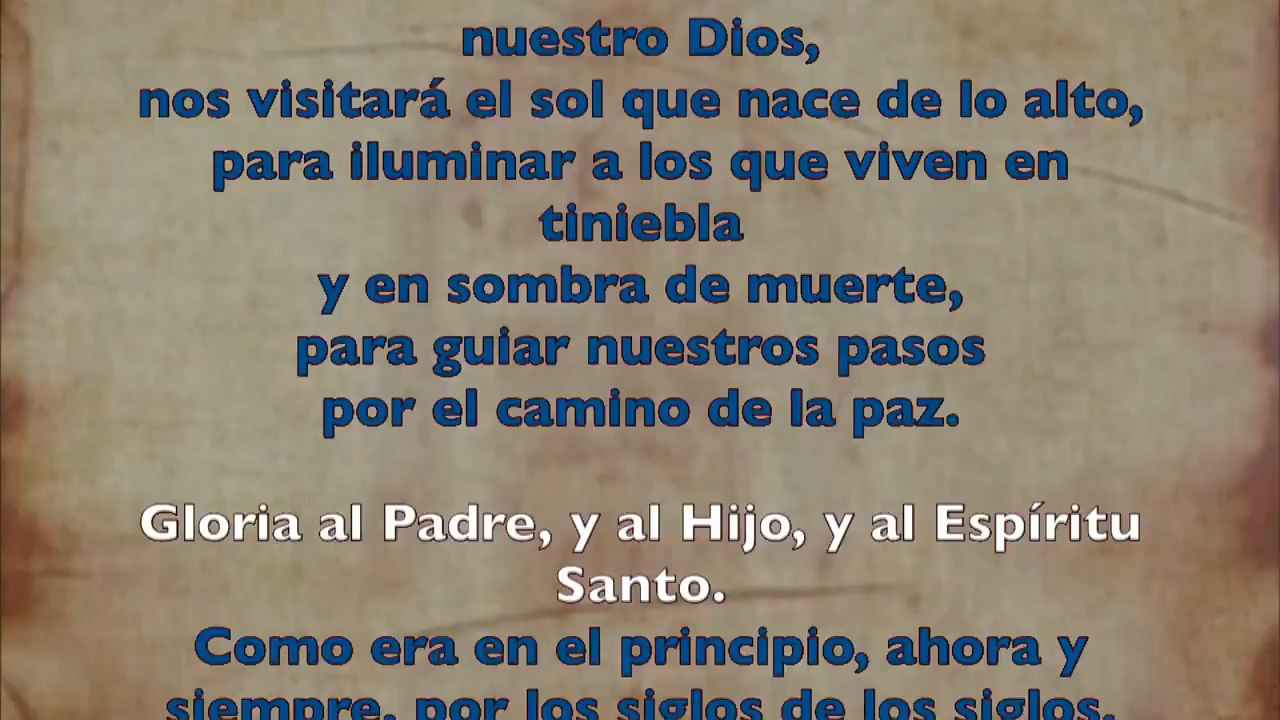 nuestro Dios,
nos visitará el sol que nace de lo alto,
para iluminar a los que viven en
tiniebla
y en sombra de muerte,
para guiar nuestros pasos
por el camino de la paz.
Gloria al Padre, y al Hijo, y al Espíritu
Santo.
Como era en el principio, ahora y
siempre, por los siglos de los siglos.